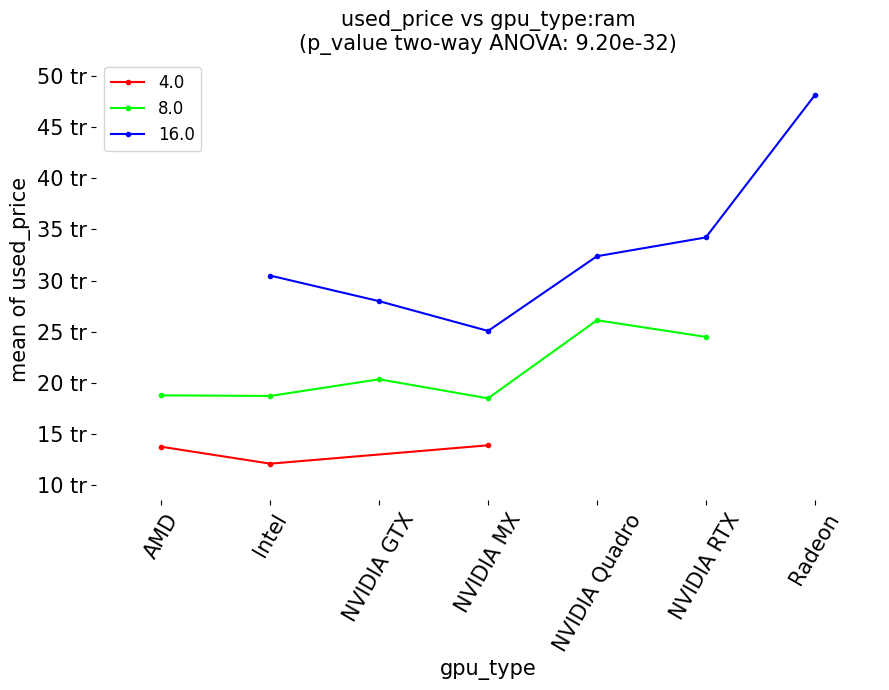 used_price vs gpu_type:ram
(p_value two-way ANOVA: 9.20e-32)
4.0
8.0
16.0
50 tr
45 tr
40 tr
35 tr
30 tr
25 tr
20 tr
15 tr
10 tr
mean of used_price
AMD
Intel
NVIDIA GTX
NVIDIA MX
NVIDIA Quadro
NVIDIA RTX
Radeon
gpu_type